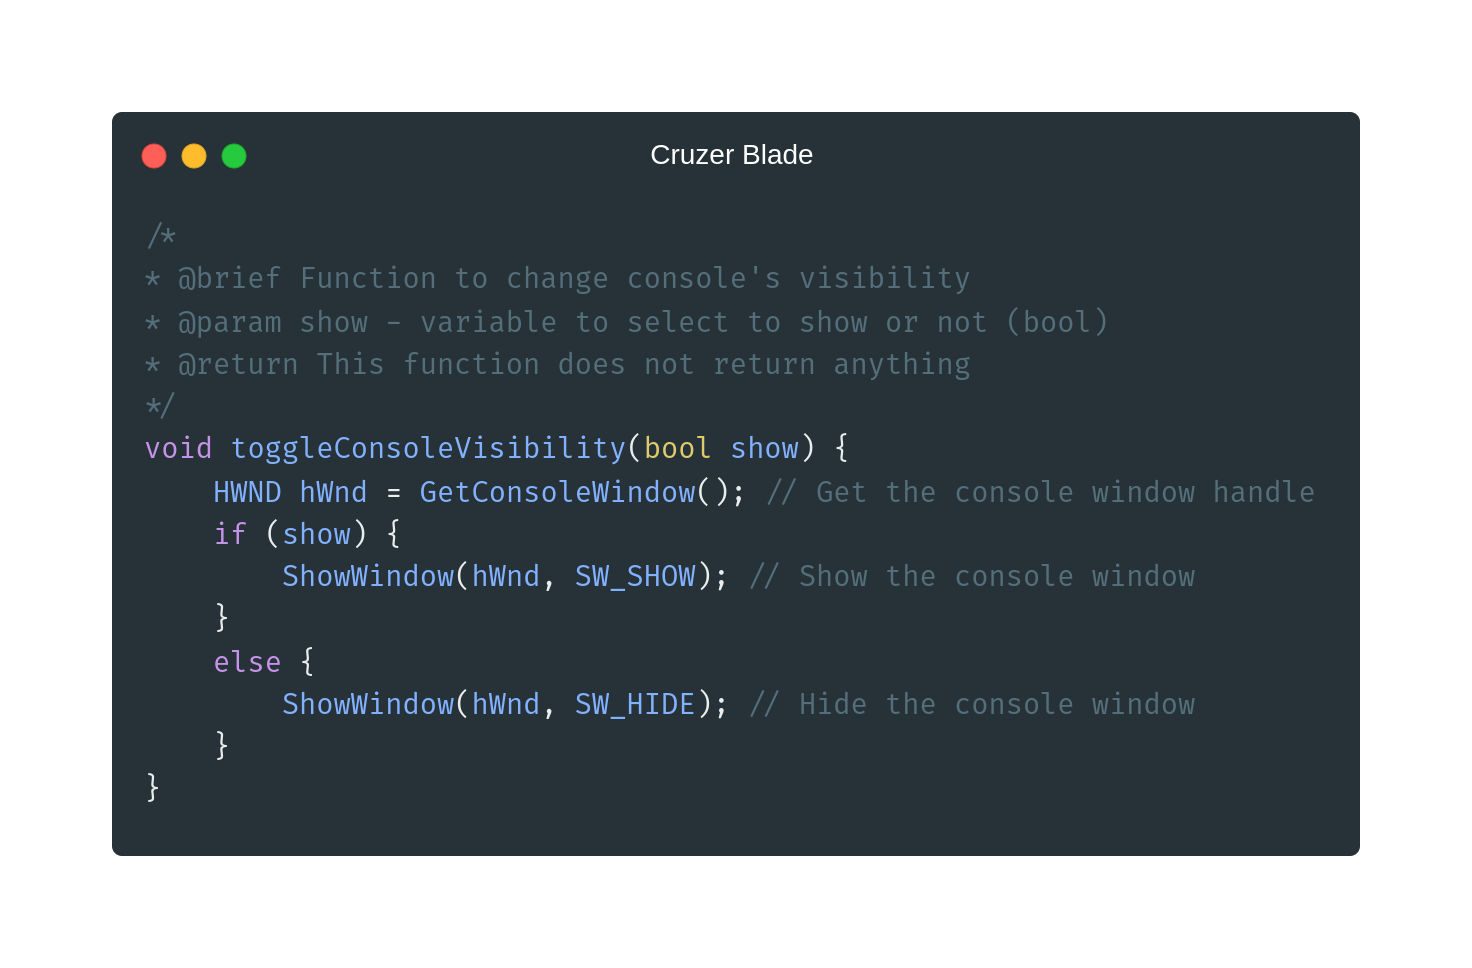 Cruzer Blade
/*
* @brief Function to change console's visibility
* @param show - variable to select to show or not (bool)
* @return This function does not return anything
*/
void toggleConsoleVisibility(bool show) {
    HWND hWnd = GetConsoleWindow(); // Get the console window handle
    if (show) {
        ShowWindow(hWnd, SW_SHOW); // Show the console window
    }
    else {
        ShowWindow(hWnd, SW_HIDE); // Hide the console window
    }
}